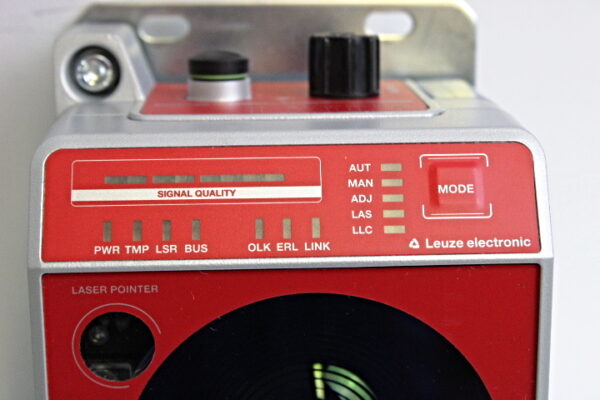 SIGNAL QUALITY
PWR TMP LSR BUS
OLK ERL LINK
AUT
MAN
ADJ
LAS
LLC
MODE
Leuze electronic
LASER POINTER